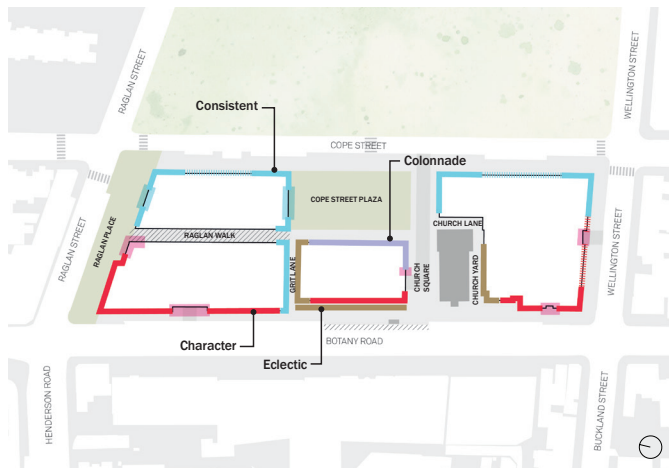 RAGLAN STREET
WELLINGTON STREET
Consistent
COPE STREET
Colonnade
COPE STREET PLAZA
RAGLAN STREET
RAGLAN PLACE
RAGLAN WALK
CHURCH LANE
GRIT LANE
CHURCH
SQUARE
CHURCH YARD
WELLINGTON STREET
Character
BOTANY ROAD
Eclectic
HENDERSON ROAD
BUCKLAND STREET